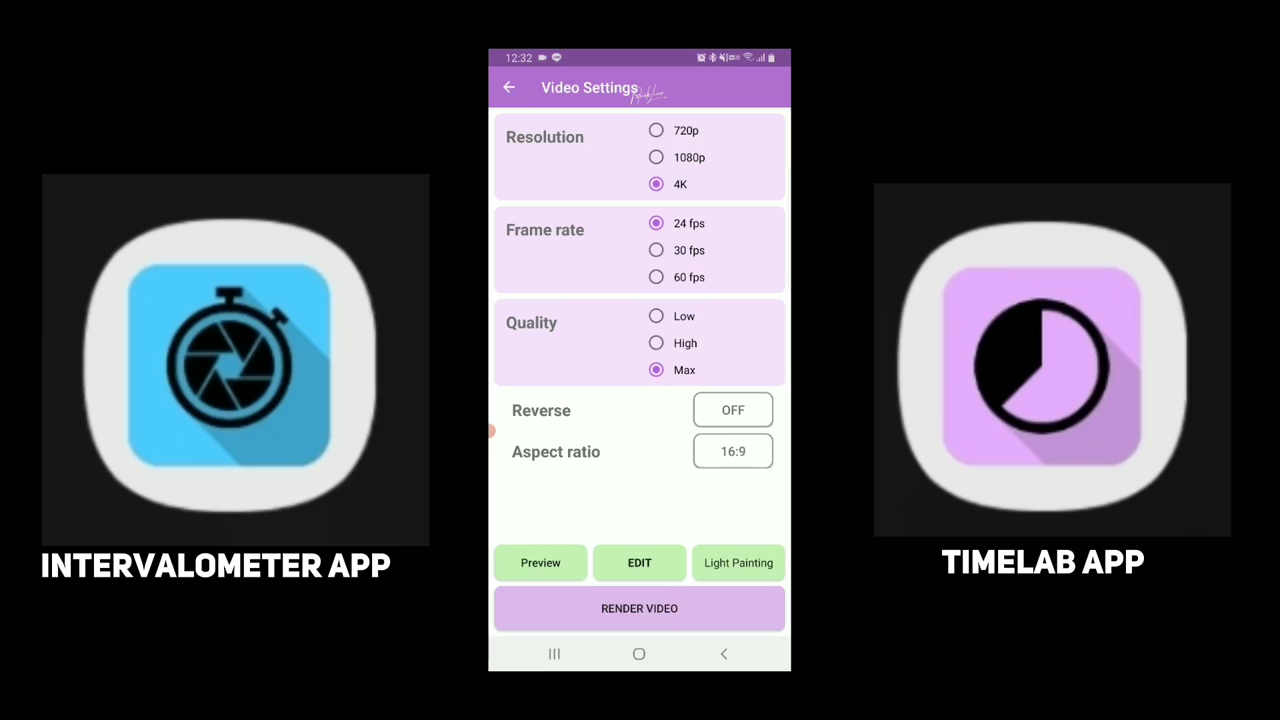 12:32
Video Settings
Resolution
720p
1080p
4K
Frame rate
24 fps
30 fps
60 fps
Quality
Low
High
Max
Reverse
OFF
Aspect ratio
16:9
Preview
EDIT
Light Painting
RENDER VIDEO
INTERVALOMETER APP
TIMELAB APP